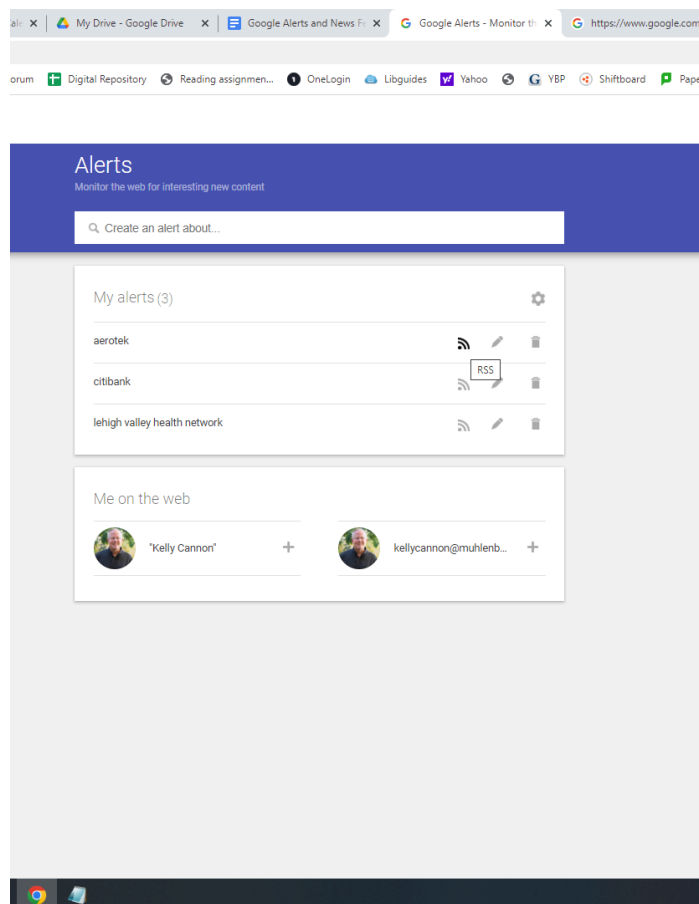 My Drive - Google Drive
Google Alerts and News F
Google Alerts - Monitor th
https://www.google.com
orum
Digital Repository
Reading assignmen...
OneLogin
Libguides
Yahoo
YBP
Shiftboard
Pape
Alerts
Monitor the web for interesting new content
Create an alert about...
My alerts (3)
aerotek
RSS
citibank
lehigh valley health network
Me on the web
"Kelly Cannon"
kellycannon@muhlenb...